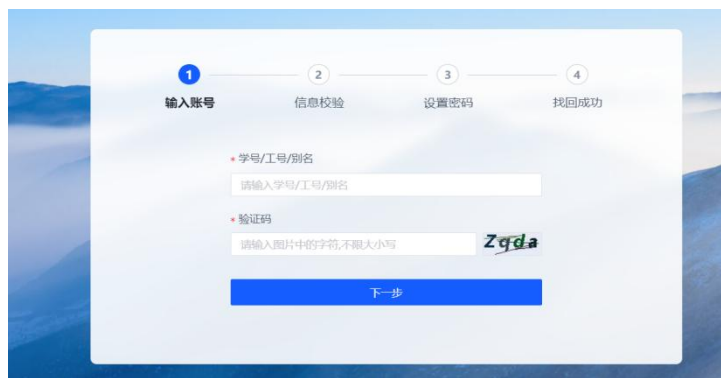 1 2 3 4
输入账号 信息校验 设置密码 找回成功
* 学号/工号/别名
请输入学号/工号/别名
* 验证码
请输入图片中的字符,不限大小写 Zqda
下一步